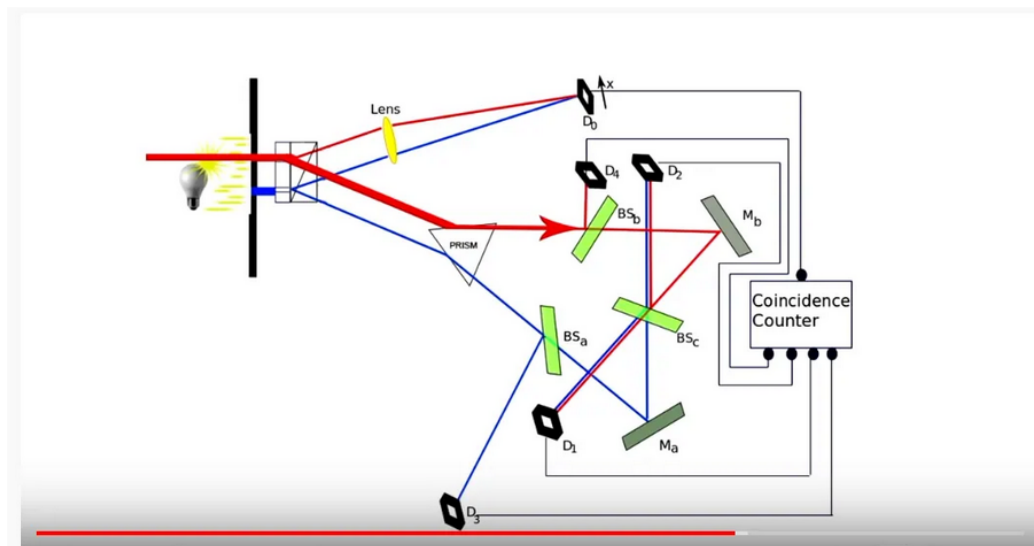 Lens
x
D0
D4
D2
BSb
Mb
PRISM
Coincidence
Counter
BSa
BSc
D1
Ma
D3